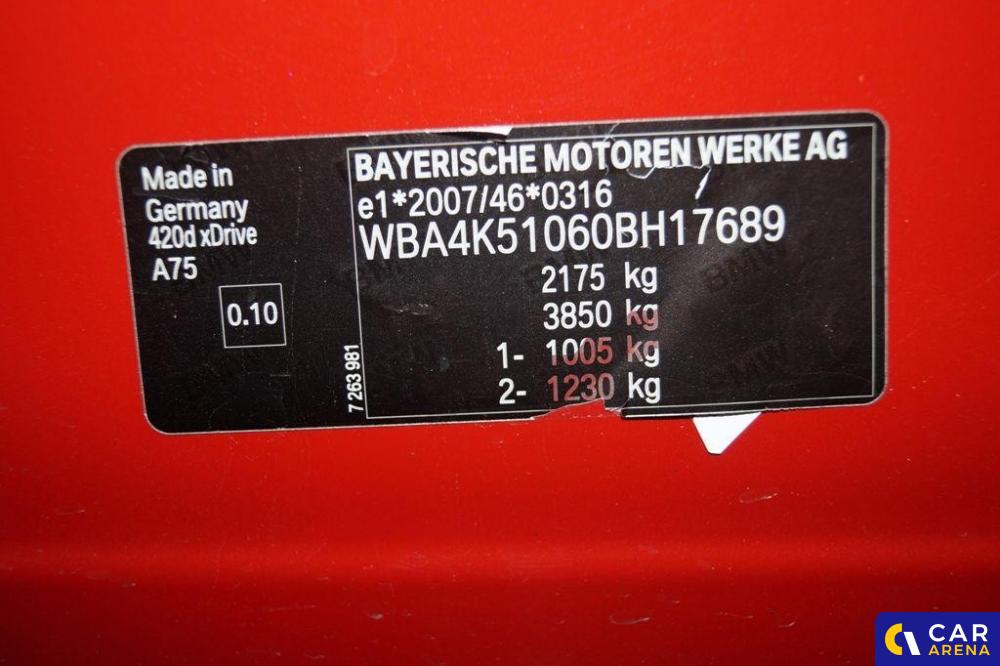 Made in
Germany
420d xDrive
A75
0.10
7 263 981
BAYERISCHE MOTOREN WERKE AG
e1*2007/46*0316
WBA4K51060BH17689
2175 kg
3850 kg
1- 1005 kg
2- 1230 kg
CAR
ARENA